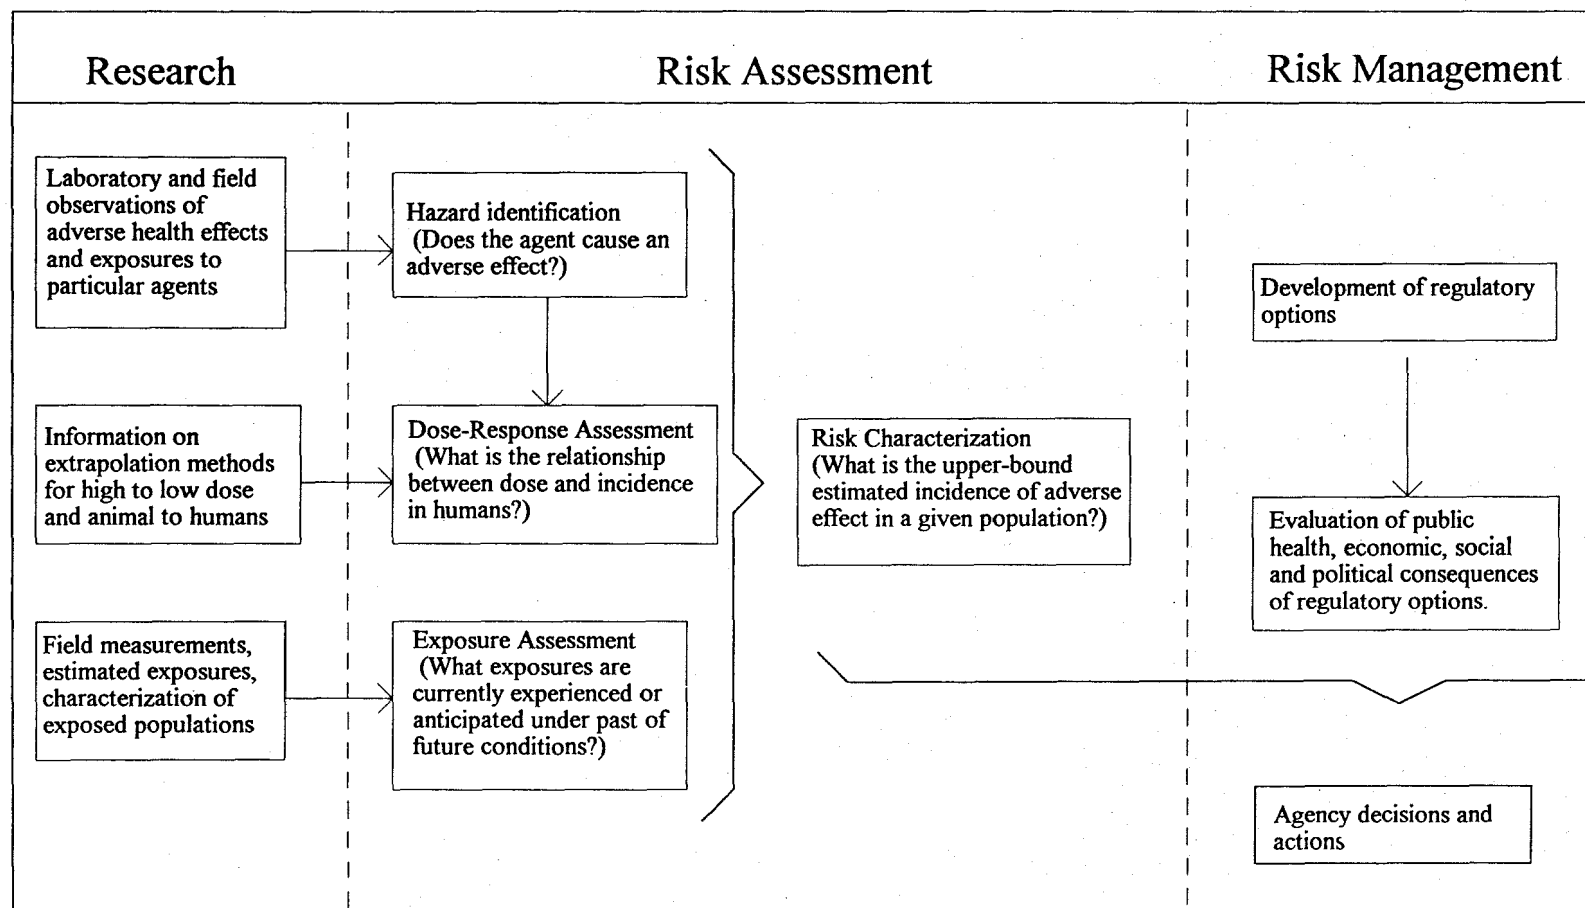 Research
Risk Assessment
Risk Management
Laboratory and field
observations of
adverse health effects
and exposures to
particular agents
Hazard identification
(Does the agent cause an
adverse effect?)
Development of regulatory
options
Information on
extrapolation methods
for high to low dose
and animal to humans
Dose-Response Assessment
(What is the relationship
between dose and incidence
in humans?)
Risk Characterization
(What is the upper-bound
estimated incidence of adverse
effect in a given population?)
Evaluation of public
health, economic, social
and political consequences
of regulatory options.
Field measurements,
estimated exposures,
characterization of
exposed populations
Exposure Assessment
(What exposures are
currently experienced or
anticipated under past of
future conditions?)
Agency decisions and
actions